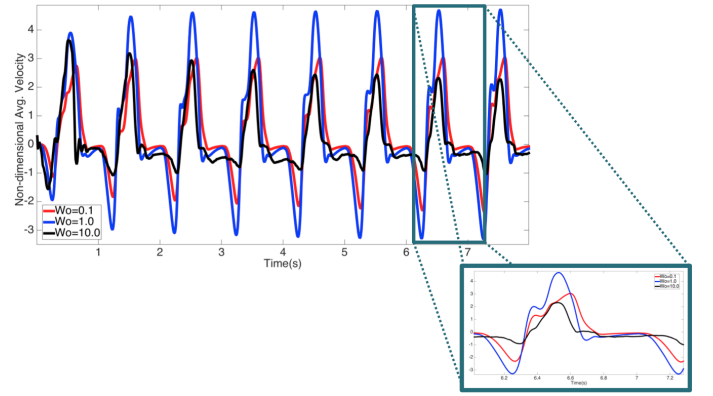 4
3
2
1
0
-1
-2
-3
Non-dimensional Avg. Velocity
Wo=0.1
Wo=1.0
Wo=10.0
1 2 3 4 5 6 7
Time(s)
4
3
2
1
0
-1
-2
-3
Wo=0.1
Wo=1.0
Wo=10.0
6.2 6.4 6.6 6.8 7 7.2
Time(s)